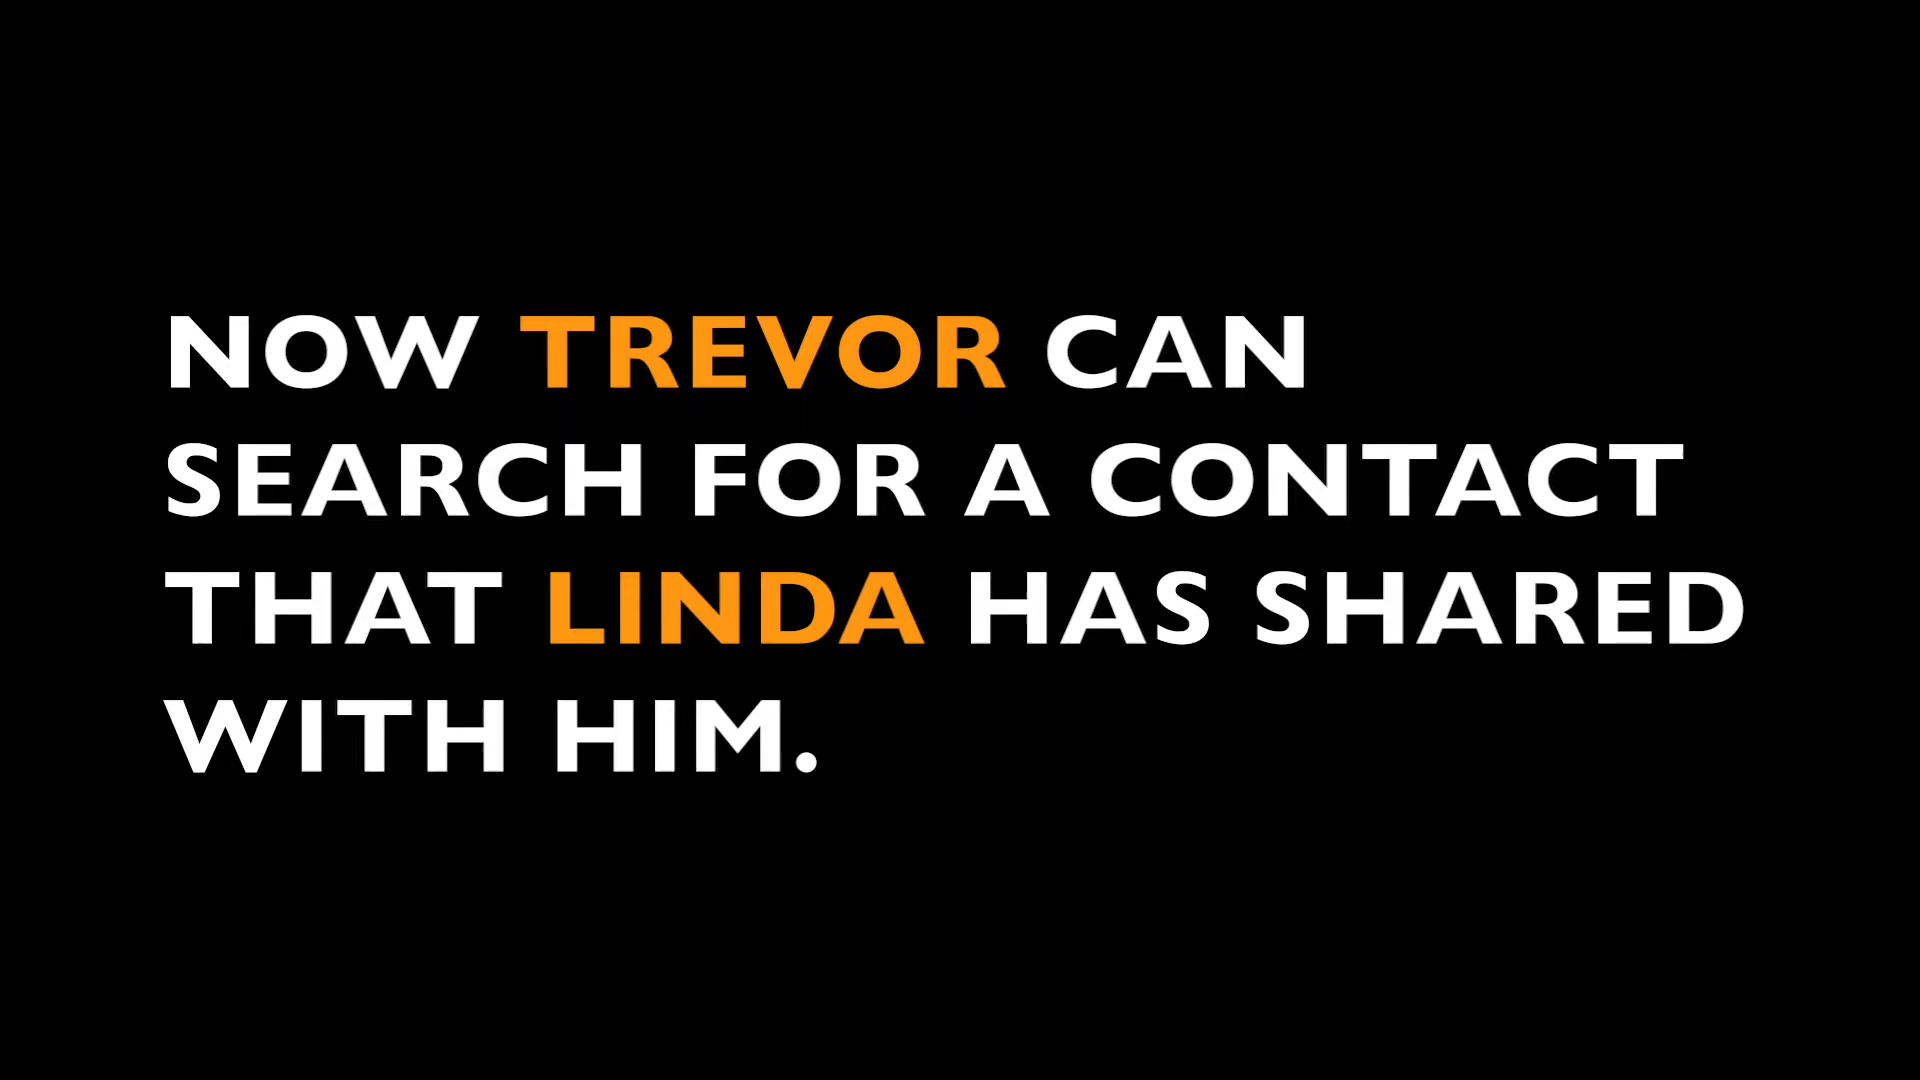 NOW TREVOR CAN
SEARCH FOR A CONTACT
THAT LINDA HAS SHARED
WITH HIM.